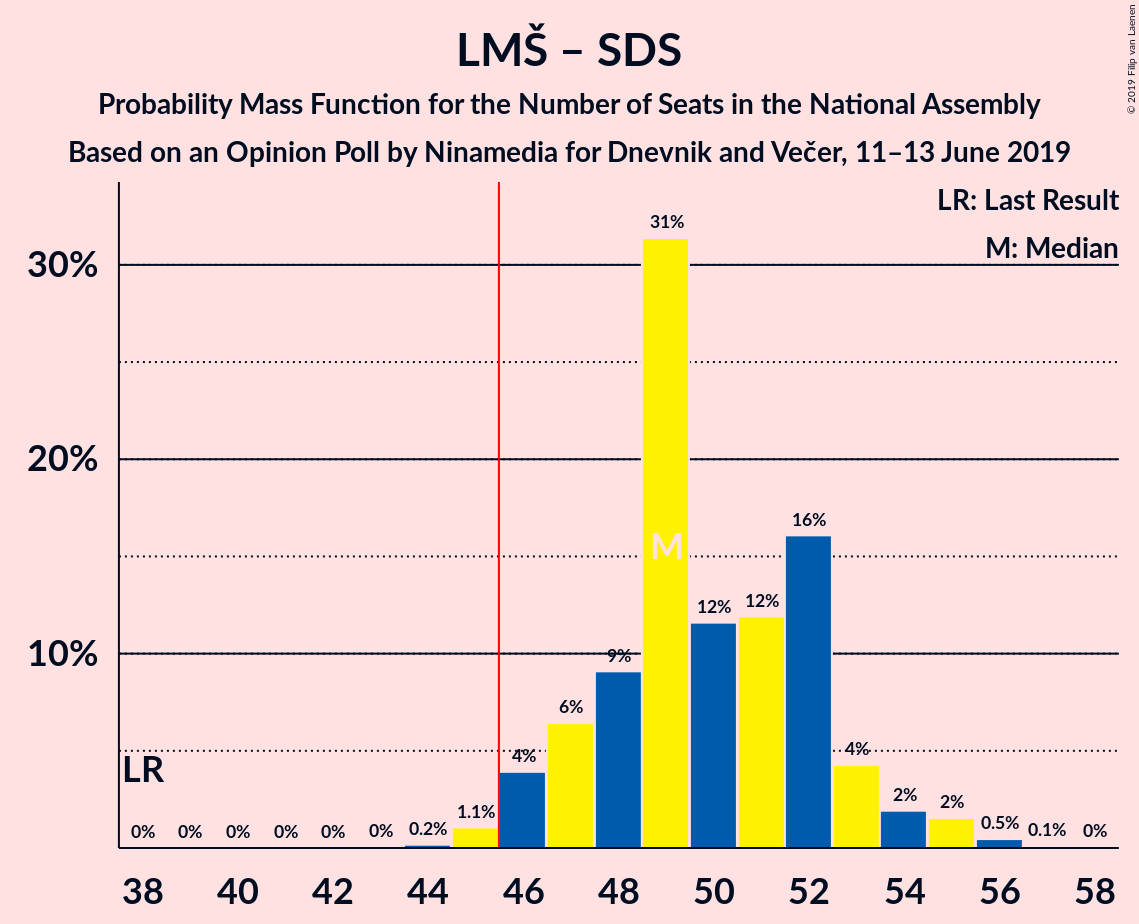 LMŠ – SDS
Probability Mass Function for the Number of Seats in the National Assembly
Based on an Opinion Poll by Ninamedia for Dnevnik and Večer, 11–13 June 2019
© 2019 Filip van Laenen
LR: Last Result
M: Median
30%
20%
10%
LR
M
0%
0%
0%
0%
0%
0%
0.2%
1.1%
4%
6%
9%
31%
12%
12%
16%
4%
2%
2%
0.5%
0.1%
0%
38 40 42 44 46 48 50 52 54 56 58